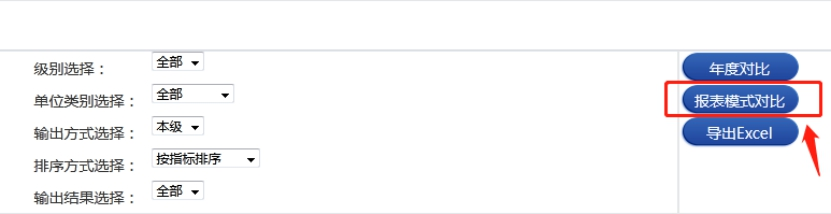 级别选择： 全部 年度对比
单位类别选择： 全部 报表模式对比
输出方式选择： 本级 导出Excel
排序方式选择： 按指标排序
输出结果选择： 全部